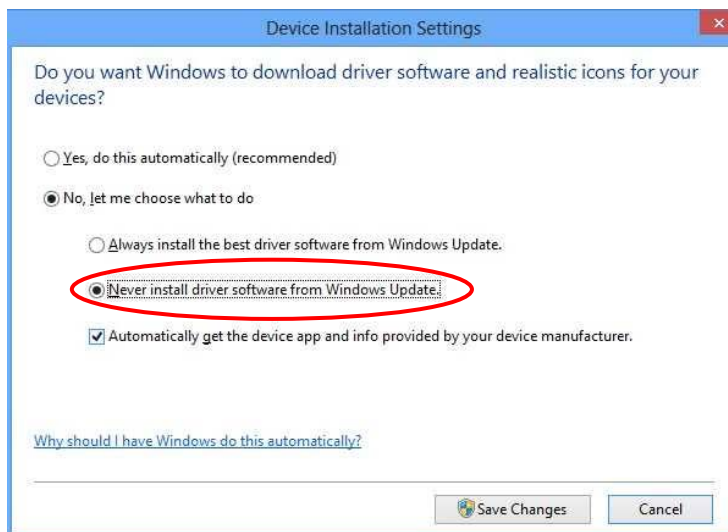 Device Installation Settings
Do you want Windows to download driver software and realistic icons for your
devices?
Yes, do this automatically (recommended)
No, let me choose what to do
Always install the best driver software from Windows Update.
Never install driver software from Windows Update.
Automatically get the device app and info provided by your device manufacturer.
Why should I have Windows do this automatically?
Save Changes Cancel